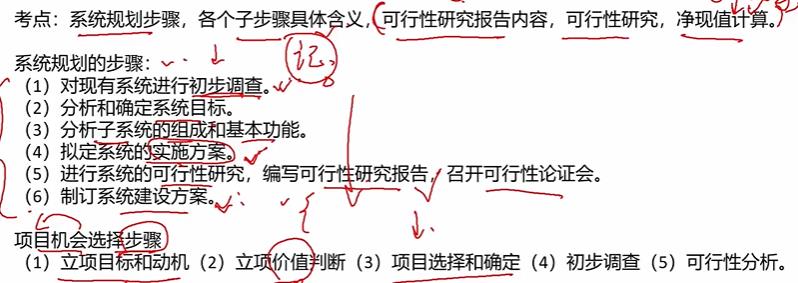 考点：系统规划步骤，各个子步骤具体含义，可行性研究报告内容，可行性研究，净现值计算。
记
系统规划的步骤：
（1）对现有系统进行初步调查。
（2）分析和确定系统目标。
（3）分析子系统的组成和基本功能。
（4）拟定系统的实施方案。
（5）进行系统的可行性研究，编写可行性研究报告，召开可行性论证会。
（6）制订系统建设方案。
项目机会选择步骤
（1）立项目标和动机（2）立项价值判断（3）项目选择和确定（4）初步调查（5）可行性分析。